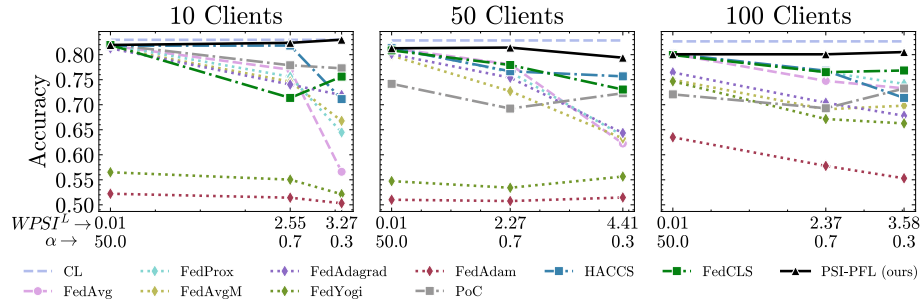 10 Clients 50 Clients 100 Clients
Accuracy
0.80
0.75
0.70
0.65
0.60
0.55
0.50
WPSI^L → 0.01 2.55 3.27 0.01 2.27 4.41 0.01 2.37 3.58
α → 50.0 0.7 0.3 50.0 0.7 0.3 50.0 0.7 0.3
CL FedProx FedAdagrad FedAdam HACCS FedCLS PSI-PFL (ours)
FedAvg FedAvgM FedYogi PoC